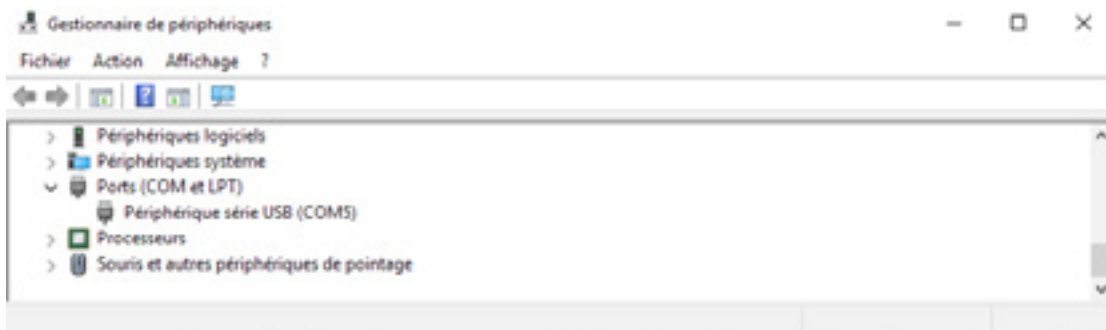 Gestionnaire de périphériques
Fichier Action Affichage ?
Périphériques logiciels
Périphériques système
Ports (COM et LPT)
Périphérique série USB (COM5)
Processeurs
Souris et autres périphériques de pointage